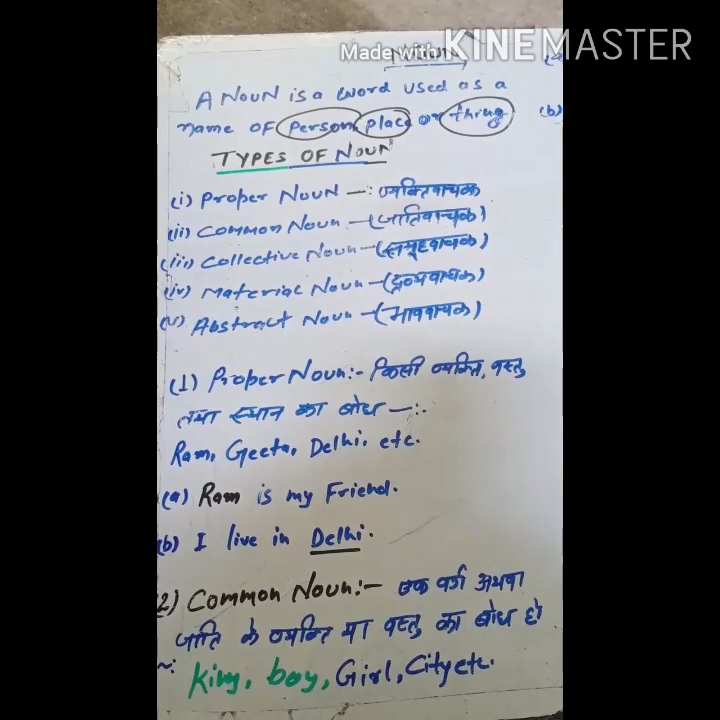 Made with KINEMASTER
NOUN
A NOUN is a word used as a
name of Person, place or thing
TYPES OF NOUN
(i) Proper Noun -: व्यक्तिवाचक
(ii) Common Noun - (जातिवाचक)
(iii) Collective Noun - (समूहवाचक)
(iv) Material Noun - (द्रव्यवाचक)
(v) Abstract Noun - (भाववाचक)
(1) Proper Noun:- किसी व्यक्ति, वस्तु
तथा स्थान का बोध -:-
Ram, Geeta, Delhi, etc.
(a) Ram is my Friend.
(b) I live in Delhi.
(2) Common Noun:- एक वर्ग अथवा
जाति के व्यक्ति या वस्तु का बोध हो
~: King, boy, Girl, City etc.
(b)